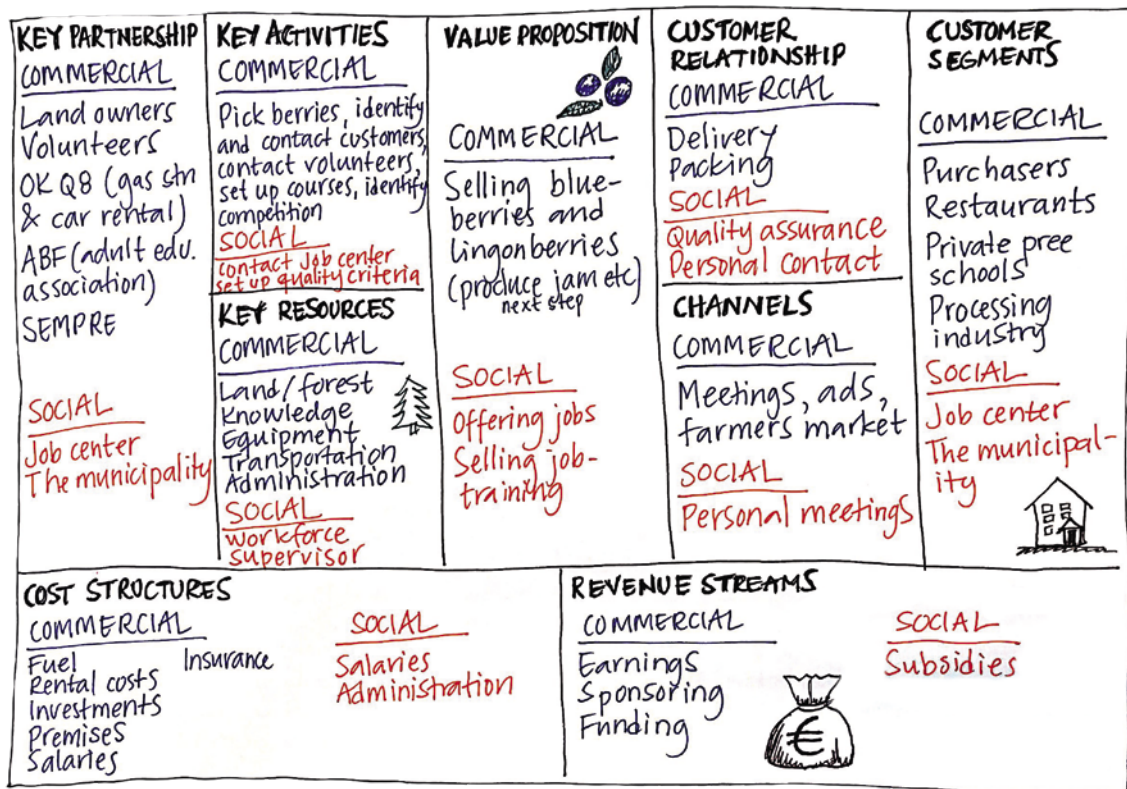 KEY PARTNERSHIP
COMMERCIAL
Land owners
Volunteers
OK Q8 (gas stn
& car rental)
ABF (adult edu.
association)
SEMPRE
SOCIAL
Job center
The municipality
KEY ACTIVITIES
COMMERCIAL
Pick berries, identify
and contact customers,
contact volunteers,
set up courses, identify
competition
SOCIAL
contact Job center
set up quality criteria
KEY RESOURCES
COMMERCIAL
Land/forest
Knowledge
Equipment
Transportation
Administration
SOCIAL
Workforce
Supervisor
VALUE PROPOSITION
COMMERCIAL
Selling blue-
berries and
Lingonberries
(produce jam etc)
next step
SOCIAL
Offering jobs
Selling job-
training
CUSTOMER
RELATIONSHIP
COMMERCIAL
Delivery
Packing
SOCIAL
Quality assurance
Personal Contact
CHANNELS
COMMERCIAL
Meetings, ads,
farmers market
SOCIAL
Personal meetings
CUSTOMER
SEGMENTS
COMMERCIAL
Purchasers
Restaurants
Private pree
schools
Processing
industry
SOCIAL
Job center
The municipal-
ity
COST STRUCTURES
COMMERCIAL
Fuel
Insurance
Rental costs
Investments
Premises
Salaries
SOCIAL
Salaries
Administration
REVENUE STREAMS
COMMERCIAL
Earnings
Sponsoring
Funding
€
SOCIAL
Subsidies